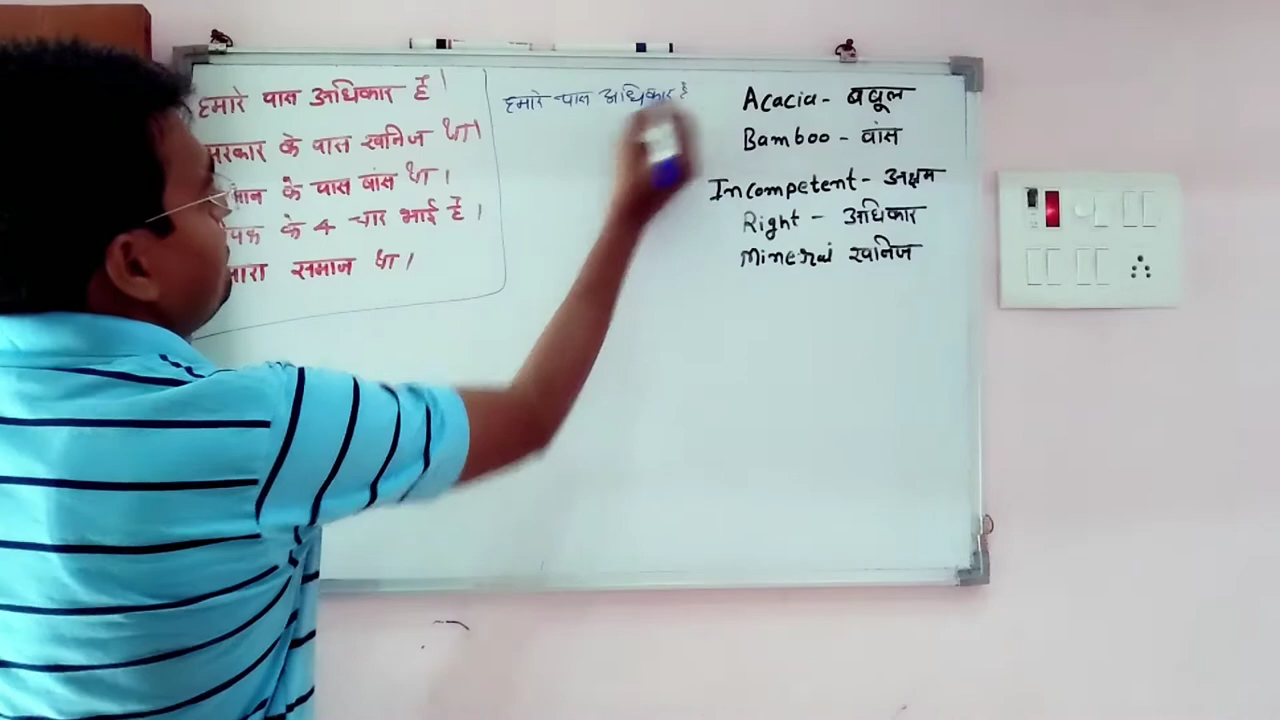 हमारे पास अधिकार है।
सरकार के पास खनिज था।
के पास बांस था।
के 4 चार भाई है।
समान था।
हमारे पास अधिकार है
Acacia - बबूल
Bamboo - बांस
Incompetent - अक्षम
Right - अधिकार
Mineral खनिज